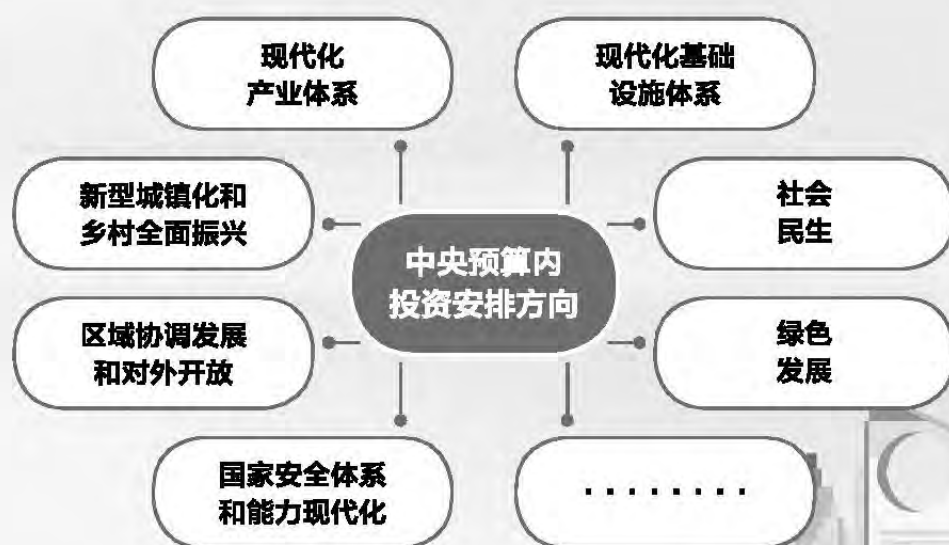 现代化
产业体系
现代化基础
设施体系
新型城镇化和
乡村全面振兴
社会
民生
中央预算内
投资安排方向
区域协调发展
和对外开放
绿色
发展
国家安全体系
和能力现代化
········